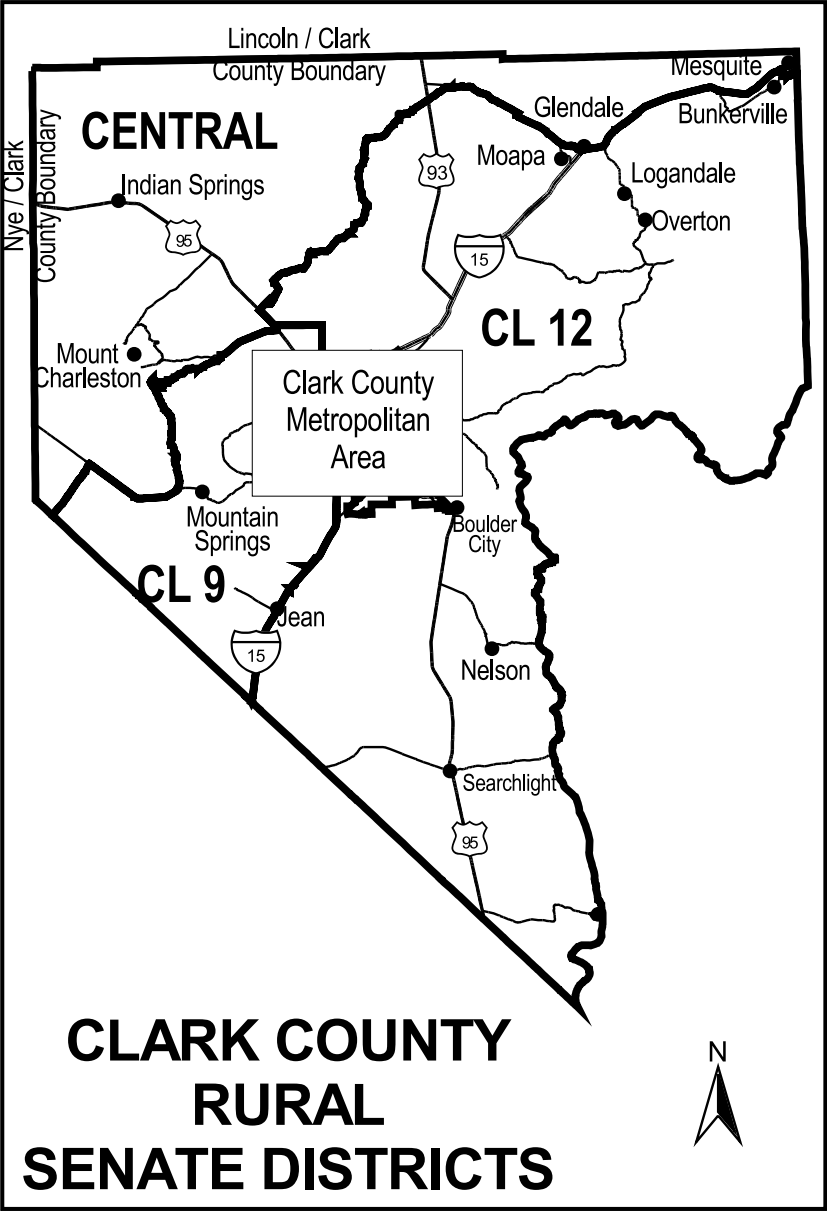 Lincoln / Clark
County Boundary
Mesquite
Bunkerville
Glendale
CENTRAL
Nye / Clark
County Boundary
Moapa
93
Logandale
Indian Springs
Overton
95
15
CL 12
Mount
Charleston
Clark County
Metropolitan
Area
Mountain
Springs
Boulder
City
CL 9
Jean
15
Nelson
Searchlight
95
CLARK COUNTY
RURAL
SENATE DISTRICTS
N